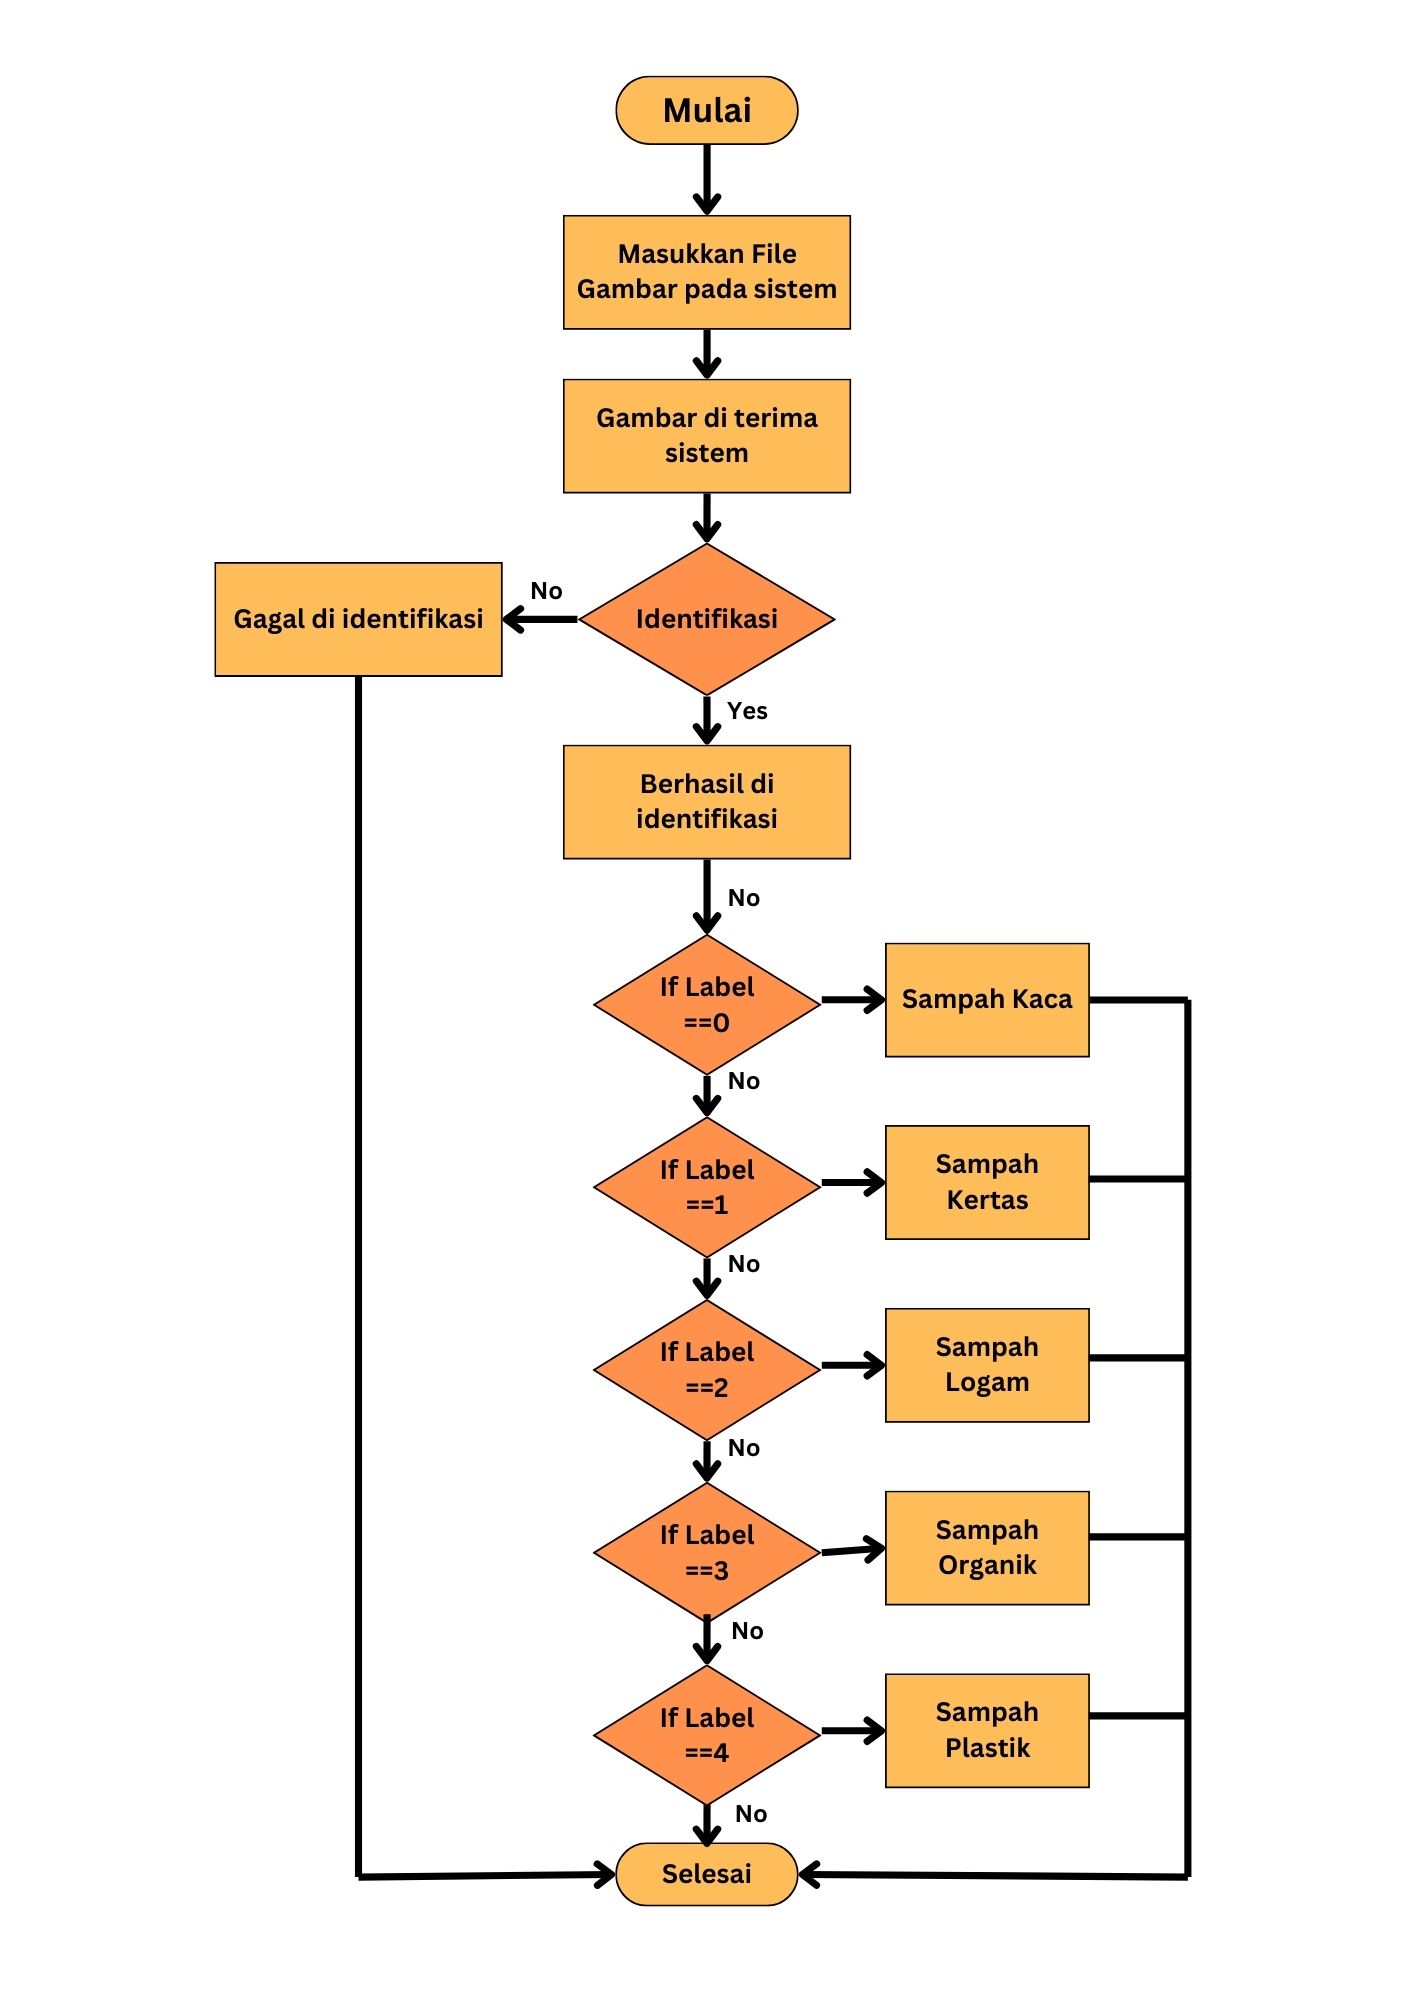 Mulai
Masukkan File
Gambar pada sistem
Gambar di terima
sistem
No
Gagal di identifikasi
Identifikasi
Yes
Berhasil di
identifikasi
No
If Label
==0
Sampah Kaca
No
If Label
==1
Sampah
Kertas
No
If Label
==2
Sampah
Logam
No
If Label
==3
Sampah
Organik
No
If Label
==4
Sampah
Plastik
No
Selesai